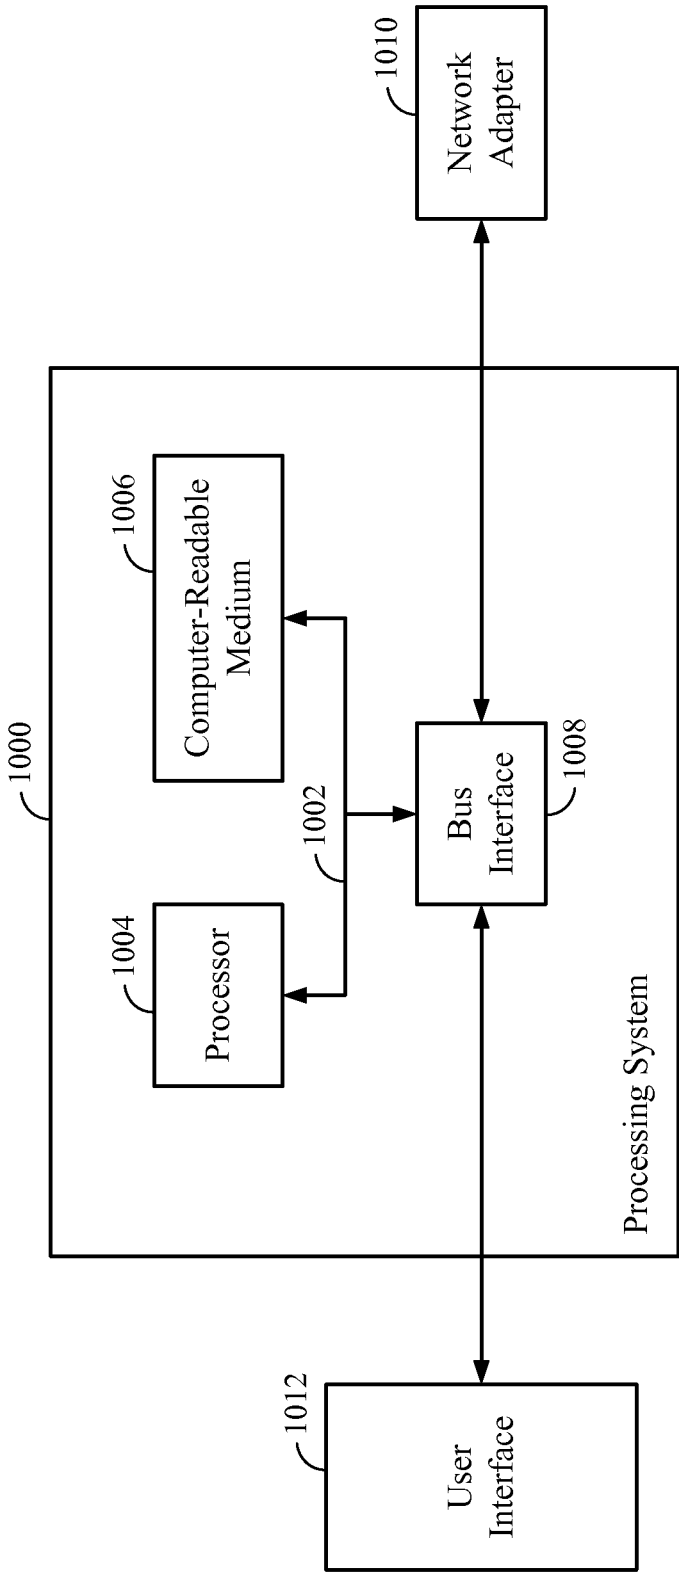 1000
1004
Processor
1006
Computer-Readable
Medium
1002
1012
User
Interface
Bus
Interface
1008
1010
Network
Adapter
Processing System